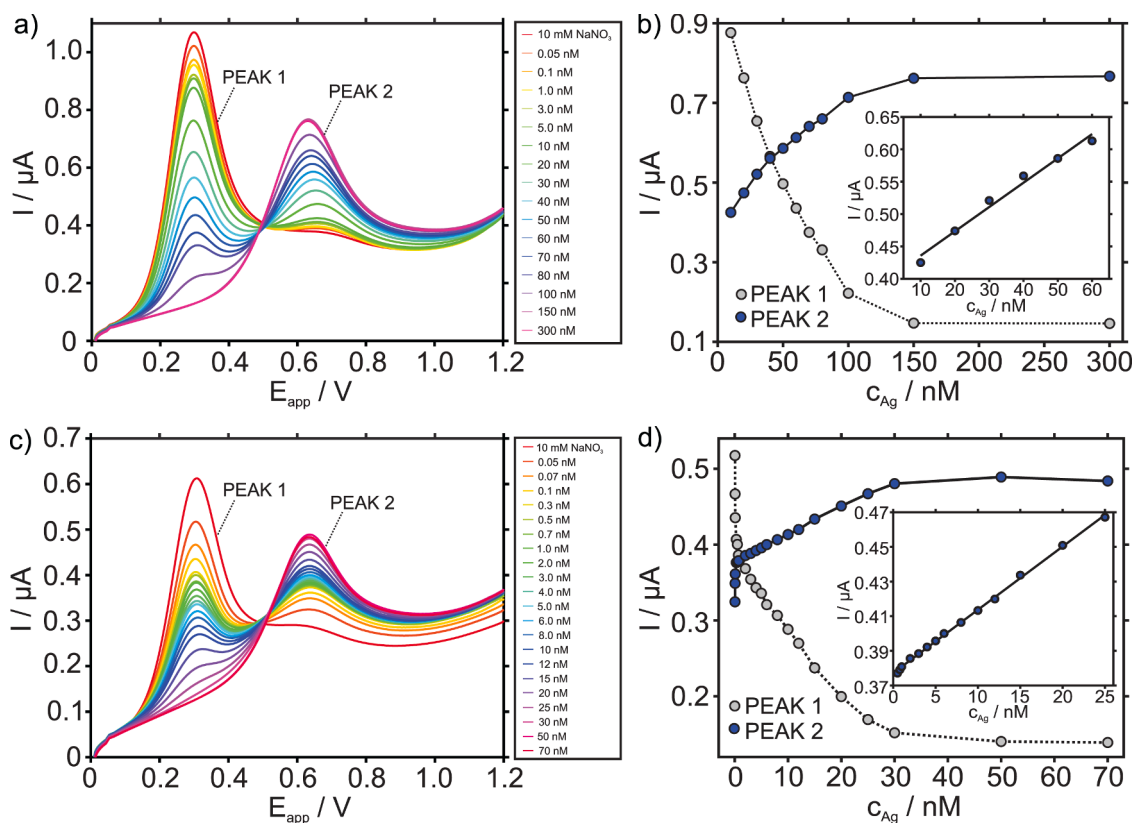 a)
I / µA
1.0
0.8
0.6
0.4
0.2
0
0
0.2
0.4
0.6
0.8
1.0
1.2
E_app / V
PEAK 1
PEAK 2
10 mM NaNO₃
0.05 nM
0.1 nM
1.0 nM
3.0 nM
5.0 nM
10 nM
20 nM
30 nM
40 nM
50 nM
60 nM
70 nM
80 nM
100 nM
150 nM
300 nM
b)
I / µA
0.9
0.7
0.5
0.3
0.1
0
50
100
150
200
250
300
c_Ag / nM
PEAK 1
PEAK 2
I / µA
0.65
0.60
0.55
0.50
0.45
0.40
10
20
30
40
50
60
c_Ag / nM
c)
I / µA
0.7
0.6
0.5
0.4
0.3
0.2
0.1
0
0
0.2
0.4
0.6
0.8
1.0
1.2
E_app / V
PEAK 1
PEAK 2
10 mM NaNO₃
0.05 nM
0.07 nM
0.1 nM
0.3 nM
0.5 nM
0.7 nM
1.0 nM
2.0 nM
3.0 nM
4.0 nM
5.0 nM
6.0 nM
8.0 nM
10 nM
12 nM
15 nM
20 nM
25 nM
30 nM
50 nM
70 nM
d)
I / µA
0.5
0.4
0.3
0.2
0
10
20
30
40
50
60
70
c_Ag / nM
PEAK 1
PEAK 2
I / µA
0.47
0.45
0.43
0.41
0.39
0.37
0
5
10
15
20
25
c_Ag / nM